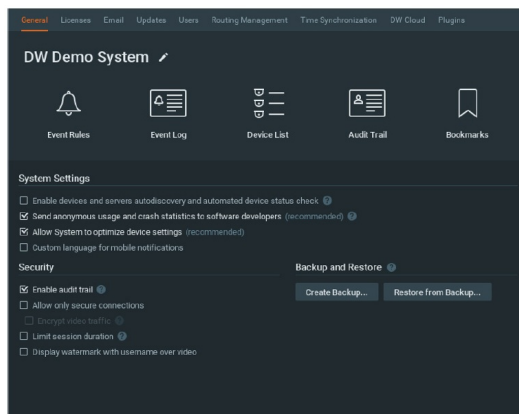 General Licenses Email Updates Users Routing Management Time Synchronization DW Cloud Plugins
DW Demo System
Event Rules Event Log Device List Audit Trail Bookmarks
System Settings
Enable devices and servers autodiscovery and automated device status check ?
Send anonymous usage and crash statistics to software developers (recommended) ?
Allow System to optimize device settings (recommended)
Custom language for mobile notifications
Security Backup and Restore ?
Enable audit trail ? Create Backup... Restore from Backup...
Allow only secure connections
Encrypt video traffic ?
Limit session duration ?
Display watermark with username over video